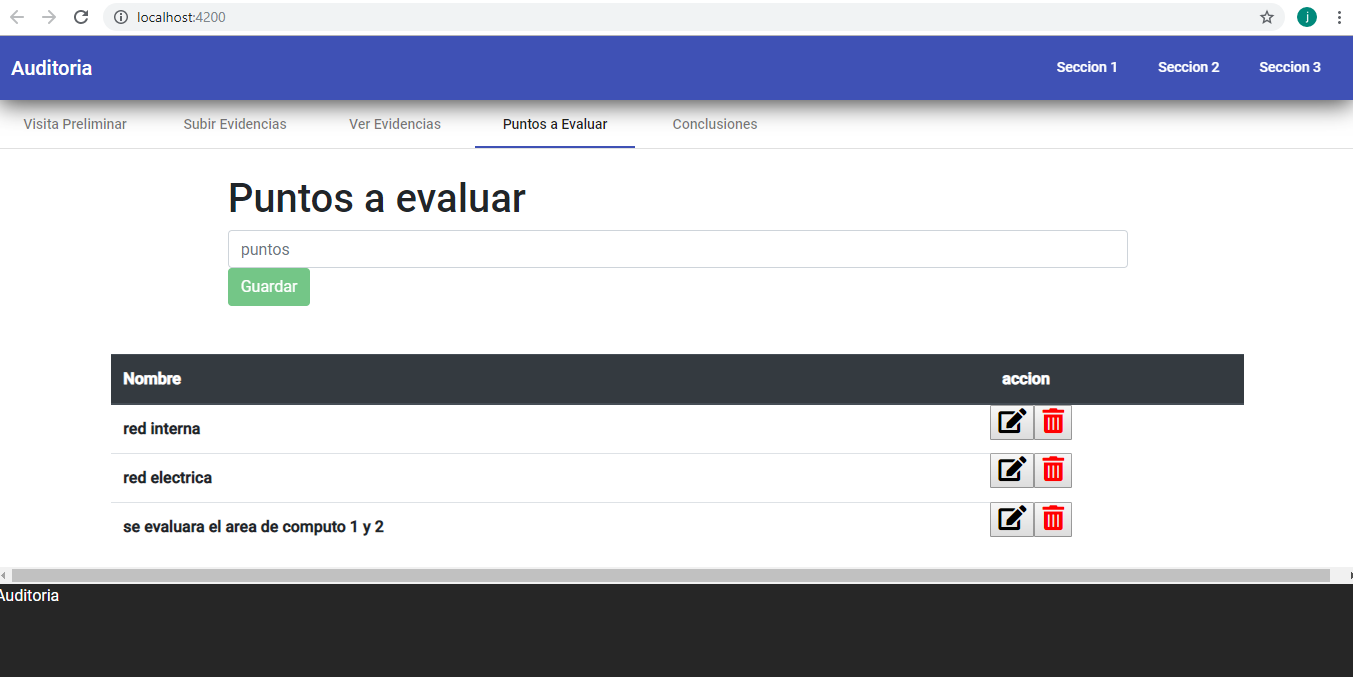 localhost:4200
j
Auditoria
Seccion 1 Seccion 2 Seccion 3
Visita Preliminar Subir Evidencias Ver Evidencias Puntos a Evaluar Conclusiones
Puntos a evaluar
puntos
Guardar
Nombre accion
red interna
red electrica
se evaluara el area de computo 1 y 2
Auditoria